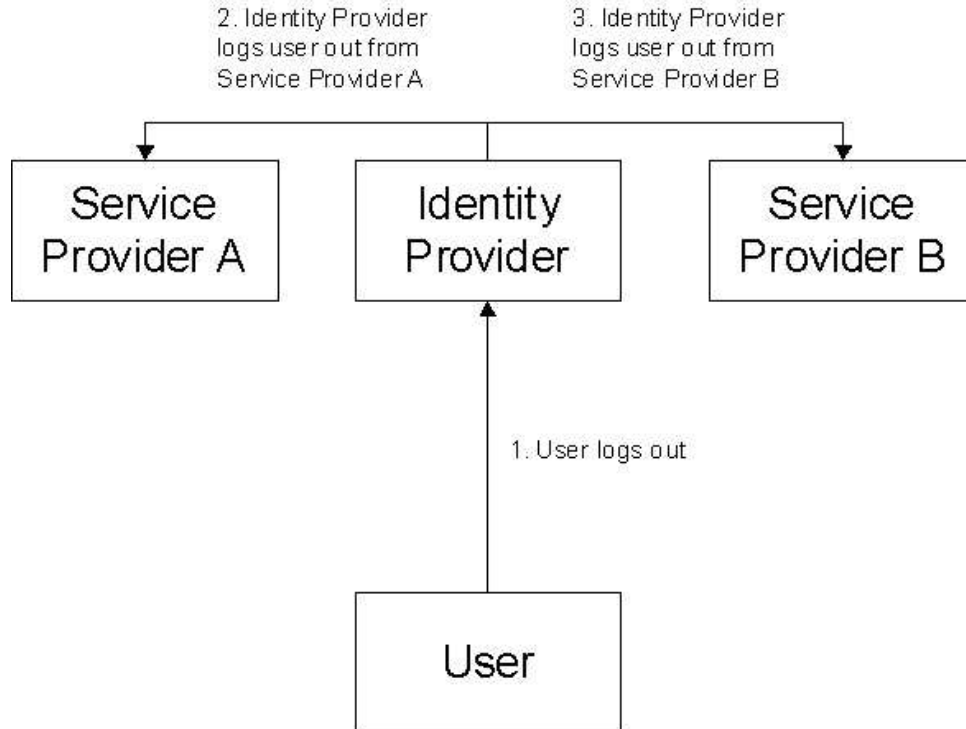 2. Identity Provider
logs user out from
Service Provider A
3. Identity Provider
logs user out from
Service Provider B
Service
Provider A
Identity
Provider
Service
Provider B
1. User logs out
User